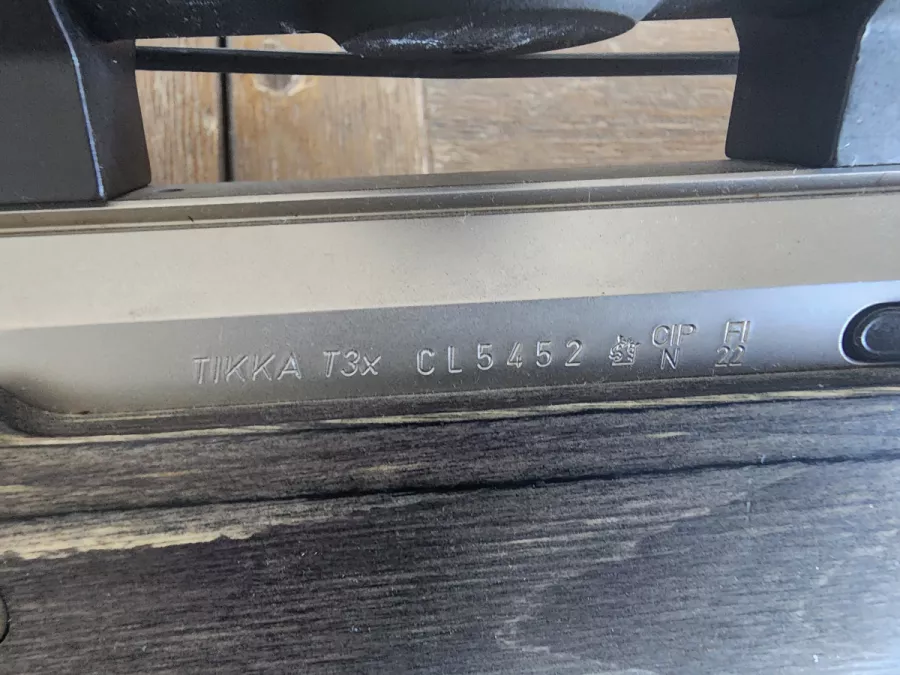 TIKKA T3x CL5452 CIP FI
N 22